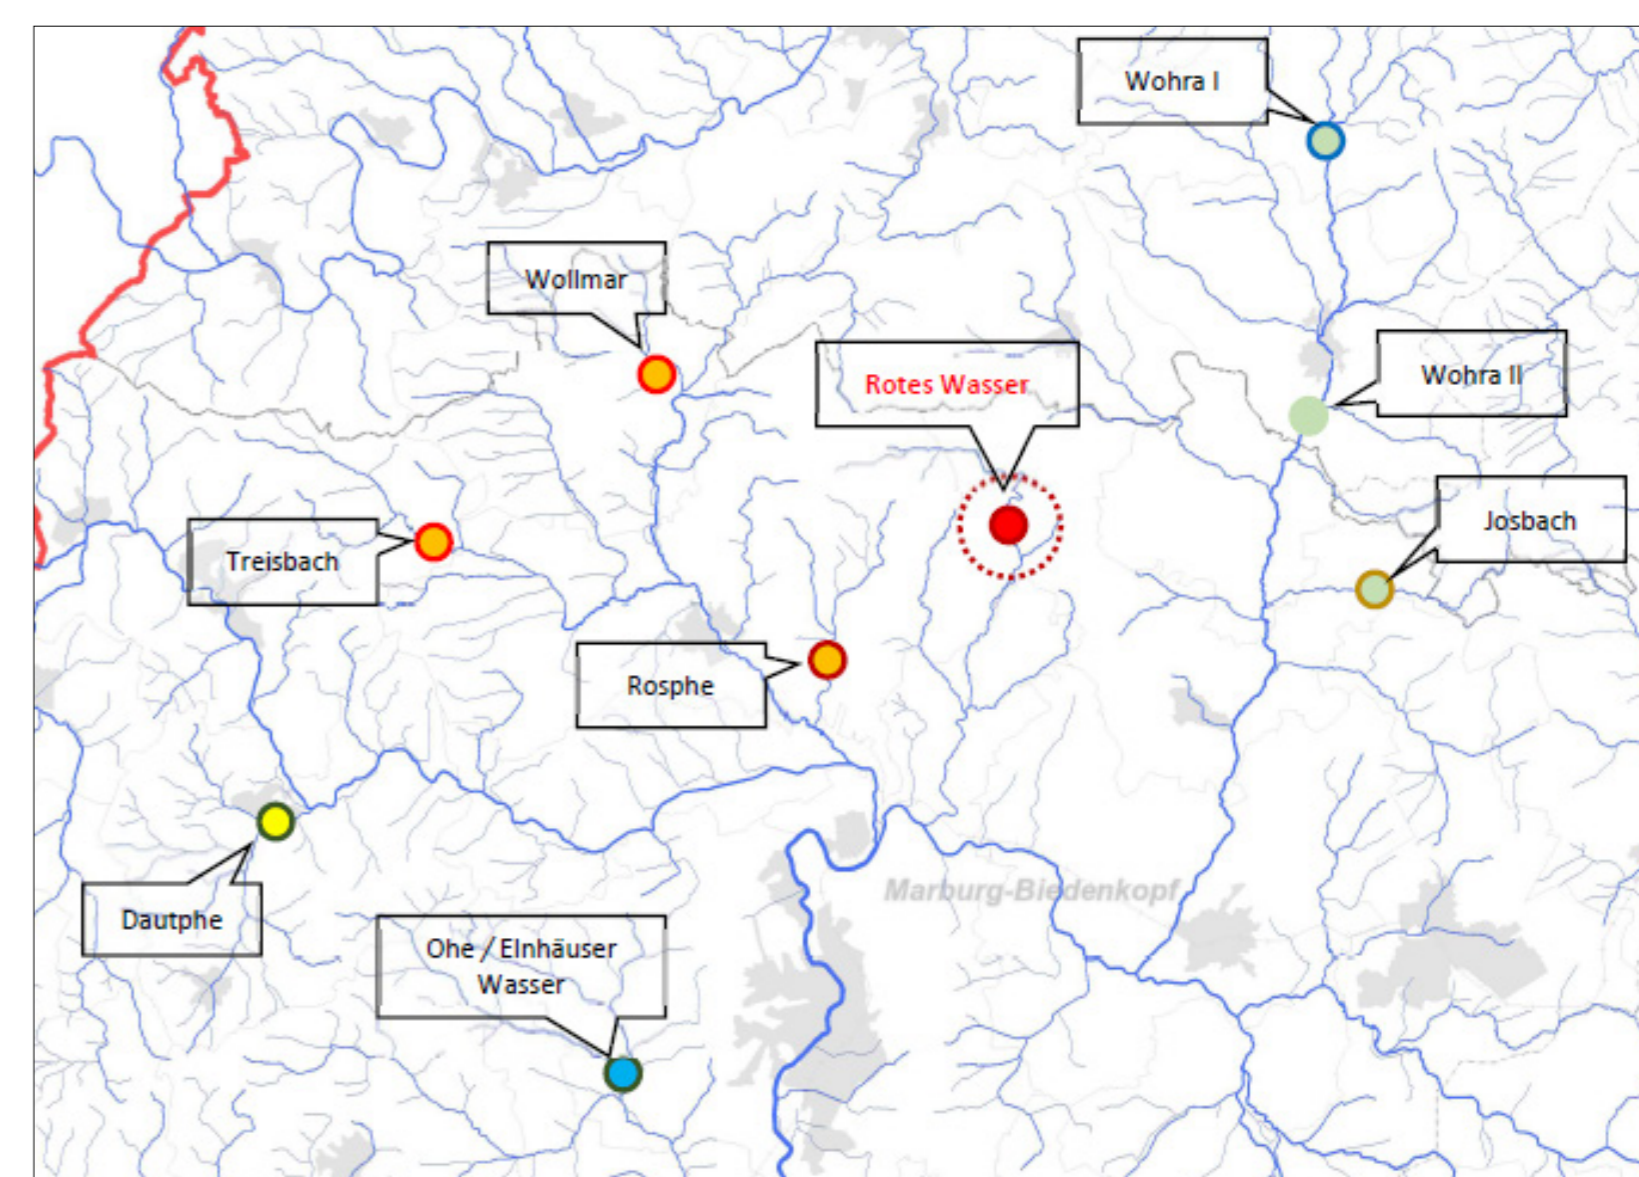 Wohra I
Wollmar
Rotes Wasser
Wohra II
Josbach
Treisbach
Rosphe
Marburg-Biedenkopf
Dautphe
Ohe / Elnhäuser
Wasser